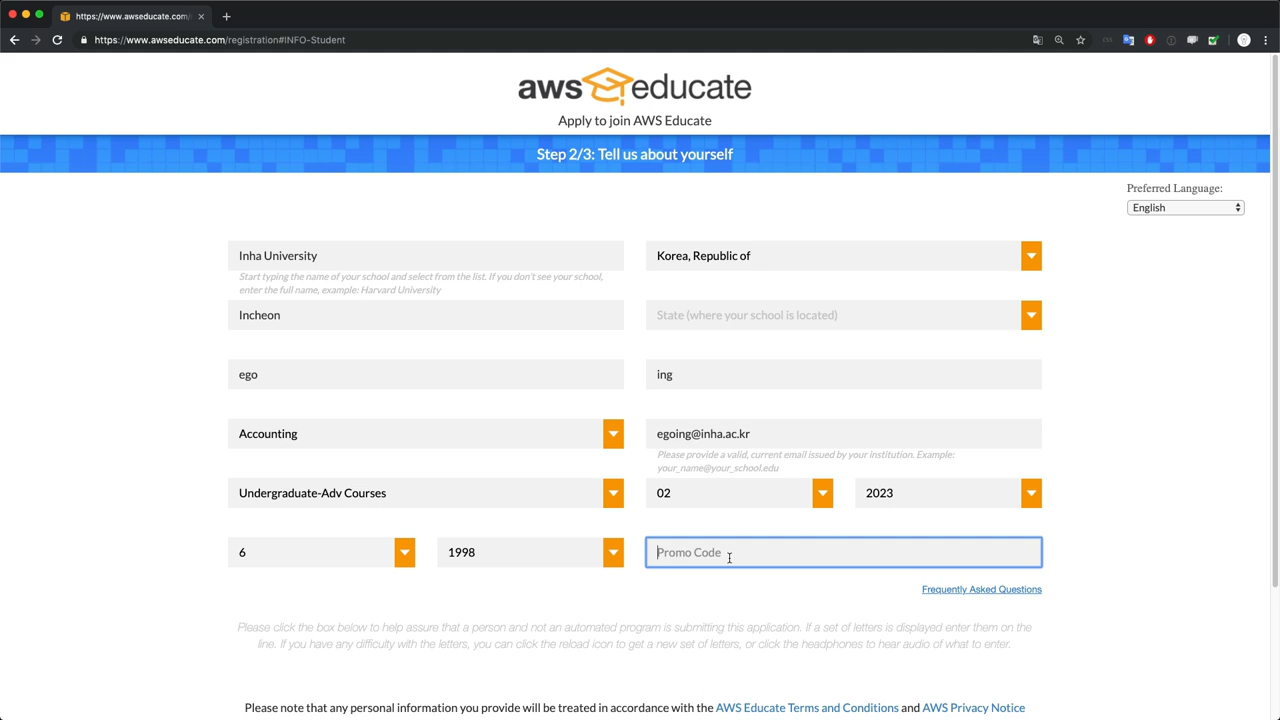 https://www.awseducate.com/
https://www.awseducate.com/registration#INFO-Student
aws educate
Apply to join AWS Educate
Step 2/3: Tell us about yourself
Preferred Language:
English
Inha University
Korea, Republic of
Start typing the name of your school and select from the list. If you don't see your school,
enter the full name, example: Harvard University
Incheon
State (where your school is located)
ego
ing
Accounting
egoing@inha.ac.kr
Please provide a valid, current email issued by your institution. Example:
your_name@your_school.edu
Undergraduate-Adv Courses
02
2023
6
1998
Promo Code
Frequently Asked Questions
Please click the box below to help assure that a person and not an automated program is submitting this application. If a set of letters is displayed enter them on the
line. If you have any difficulty with the letters, you can click the reload icon to get a new set of letters, or click the headphones to hear audio of what to enter.
Please note that any personal information you provide will be treated in accordance with the AWS Educate Terms and Conditions and AWS Privacy Notice